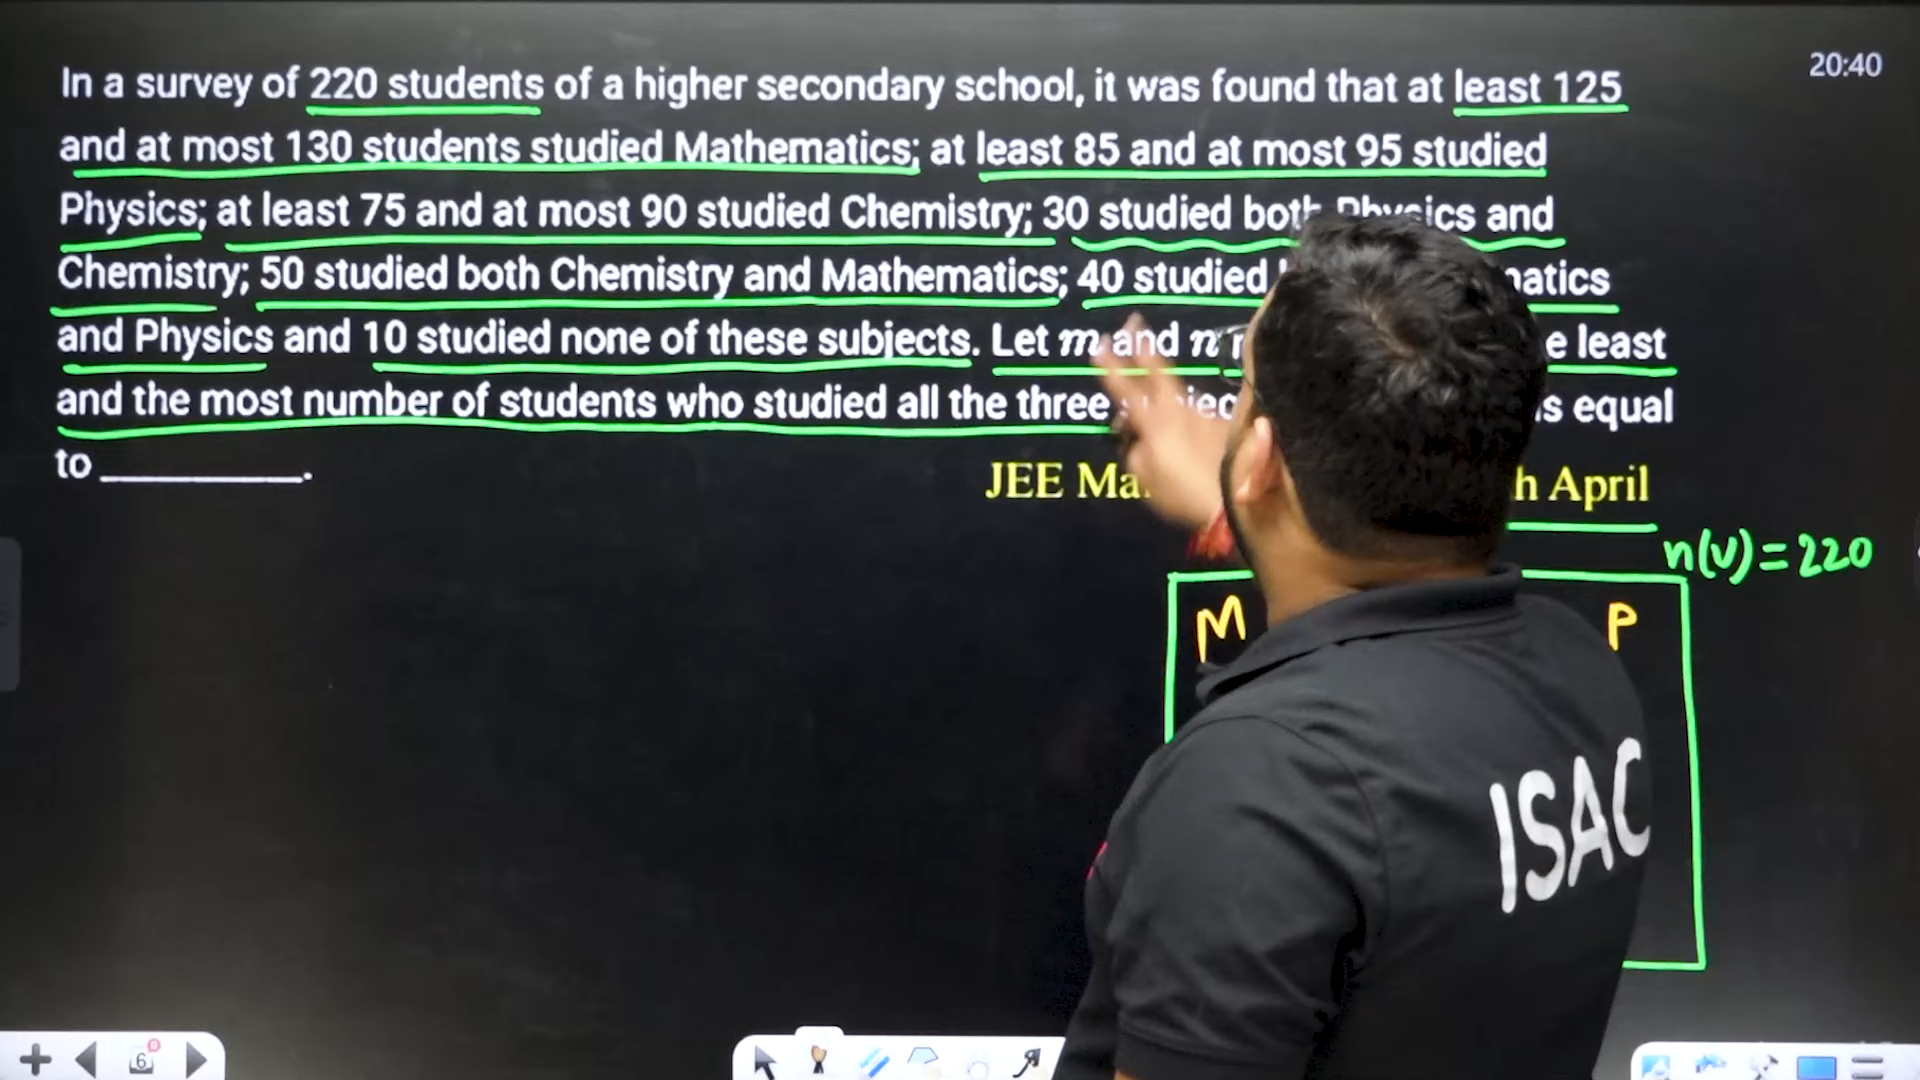 20:40
In a survey of 220 students of a higher secondary school, it was found that at least 125
and at most 130 students studied Mathematics; at least 85 and at most 95 studied
Physics; at least 75 and at most 90 studied Chemistry; 30 studied both Physics and
Chemistry; 50 studied both Chemistry and Mathematics; 40 studied
and Physics and 10 studied none of these subjects. Let m and n least
and the most number of students who studied all the three equal
to __________.
JEE April
n(U) = 220
M P
ISAC
6